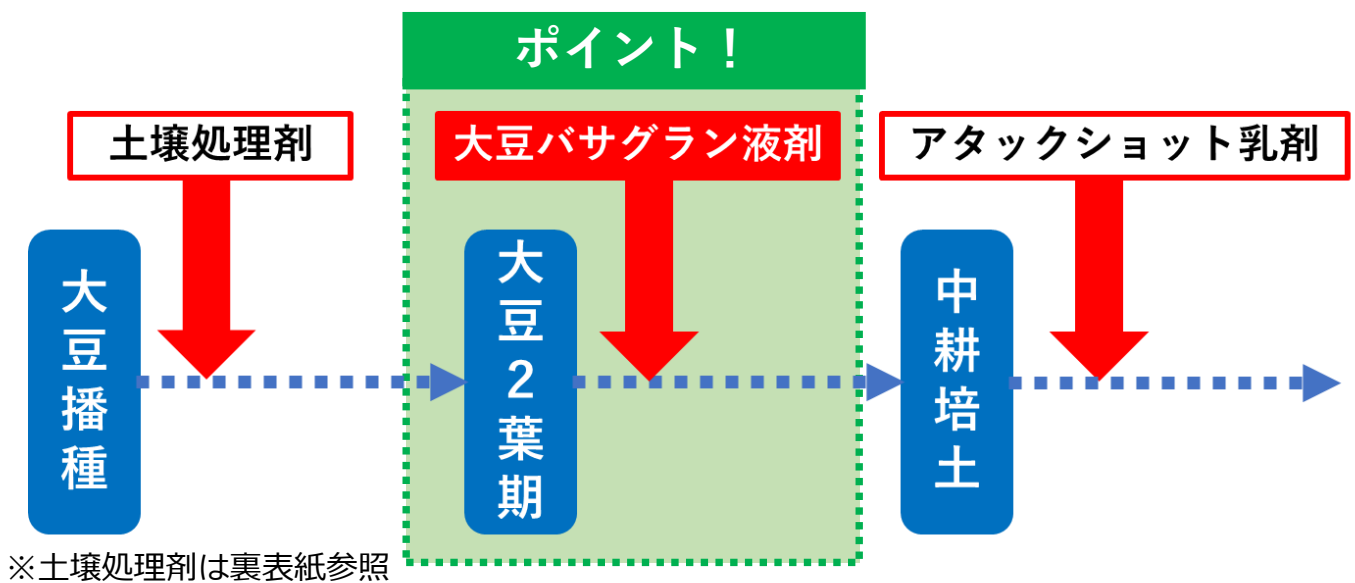 ポイント！
土壌処理剤
大豆バサグラン液剤
アタックショット乳剤
大豆播種
大豆２葉期
中耕培土
※土壌処理剤は裏表紙参照